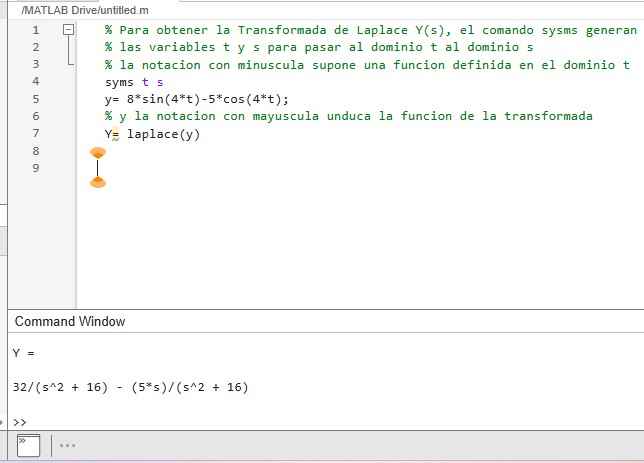 /MATLAB Drive/untitled.m
1 % Para obtener la Transformada de Laplace Y(s), el comando sysms generan
2 % las variables t y s para pasar al dominio t al dominio s
3 % la notacion con minuscula supone una funcion definida en el dominio t
4 syms t s
5 y= 8*sin(4*t)-5*cos(4*t);
6 % y la notacion con mayuscula unduca la funcion de la transformada
7 Y= laplace(y)
8
9
Command Window
Y =
32/(s^2 + 16) - (5*s)/(s^2 + 16)
>>